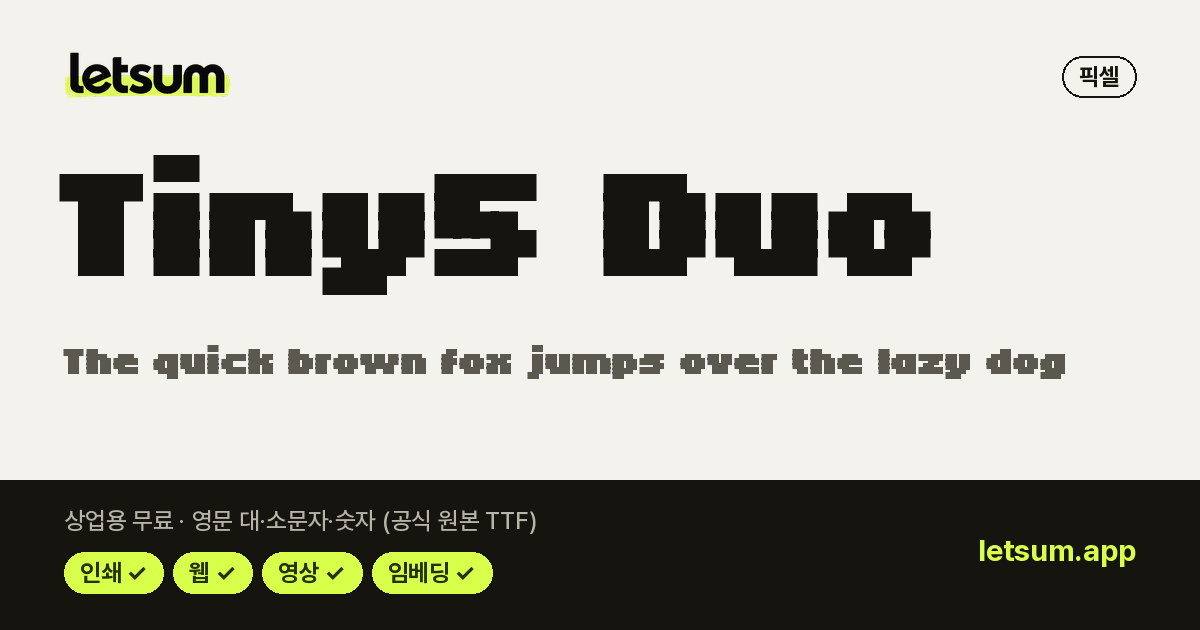 letsum
픽셀
Tiny5 Duo
The quick brown fox jumps over the lazy dog
상업용 무료 · 영문 대·소문자·숫자 (공식 원본 TTF)
인쇄 ✓ 웹 ✓ 영상 ✓ 임베딩 ✓
letsum.app